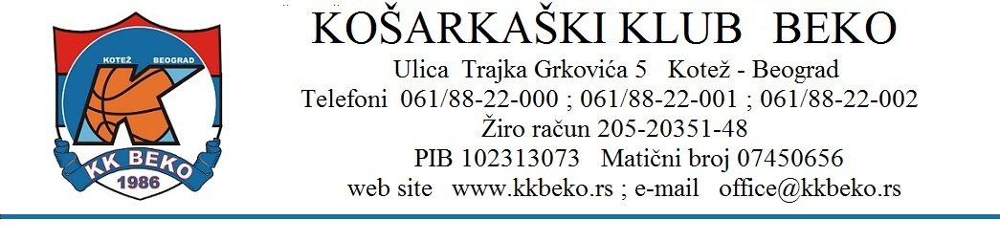 KOŠARKAŠKI KLUB BEKO
Ulica Trajka Grkovića 5 Kotež - Beograd
Telefoni 061/88-22-000 ; 061/88-22-001 ; 061/88-22-002
Žiro račun 205-20351-48
PIB 102313073 Matični broj 07450656
web site www.kkbeko.rs ; e-mail office@kkbeko.rs
KOTEŽ BEOGRAD
K
KK BEKO
1986